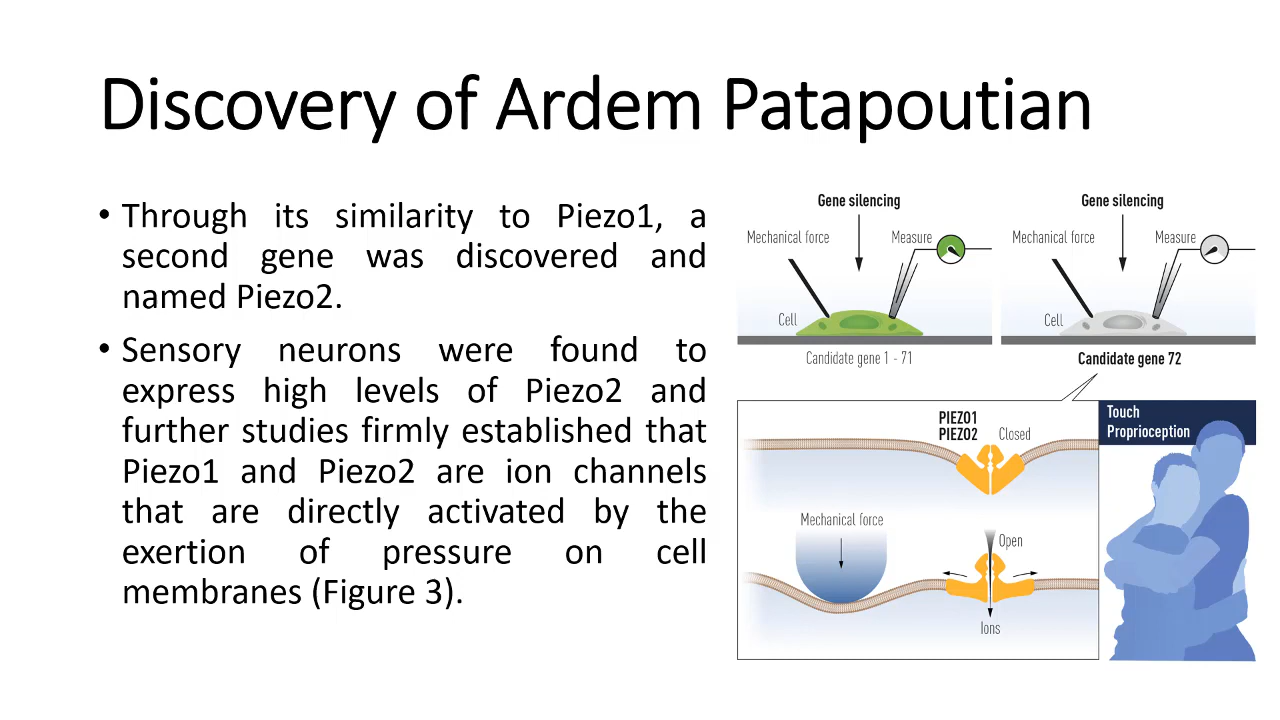 Discovery of Ardem Patapoutian
• Through its similarity to Piezo1, a
second gene was discovered and
named Piezo2.
• Sensory neurons were found to
express high levels of Piezo2 and
further studies firmly established that
Piezo1 and Piezo2 are ion channels
that are directly activated by the
exertion of pressure on cell
membranes (Figure 3).
Gene silencing
Mechanical force
Measure
Cell
Candidate gene 1 - 71
Gene silencing
Mechanical force
Measure
Cell
Candidate gene 72
PIEZO1
PIEZO2
Closed
Touch
Proprioception
Mechanical force
Open
Ions